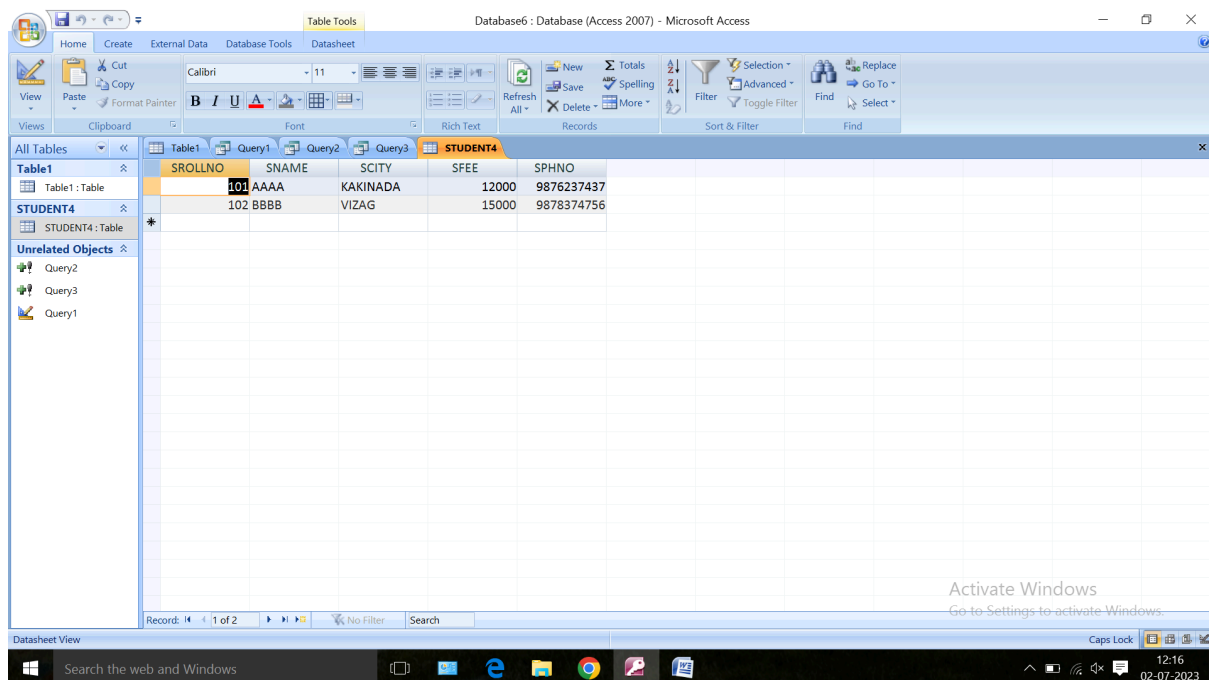 Table Tools Database6 : Database (Access 2007) - Microsoft Access
Home Create External Data Database Tools Datasheet
View Paste Cut Copy Format Painter
Calibri 11
B I U A
Refresh All New Save Delete Totals Spelling More
Filter Selection Advanced Toggle Filter
Find Replace Go To Select
Views Clipboard Font Rich Text Records Sort & Filter Find
All Tables Table1 Query1 Query2 Query3 STUDENT4
Table1
Table1 : Table
STUDENT4
STUDENT4 : Table
Unrelated Objects
Query2
Query3
Query1
SROLLNO SNAME SCITY SFEE SPHNO
101 AAAA KAKINADA 12000 9876237437
102 BBBB VIZAG 15000 9878374756
Activate Windows
Go to Settings to activate Windows.
Record: 1 of 2 No Filter Search
Datasheet View Caps Lock
Search the web and Windows
12:16
02-07-2023